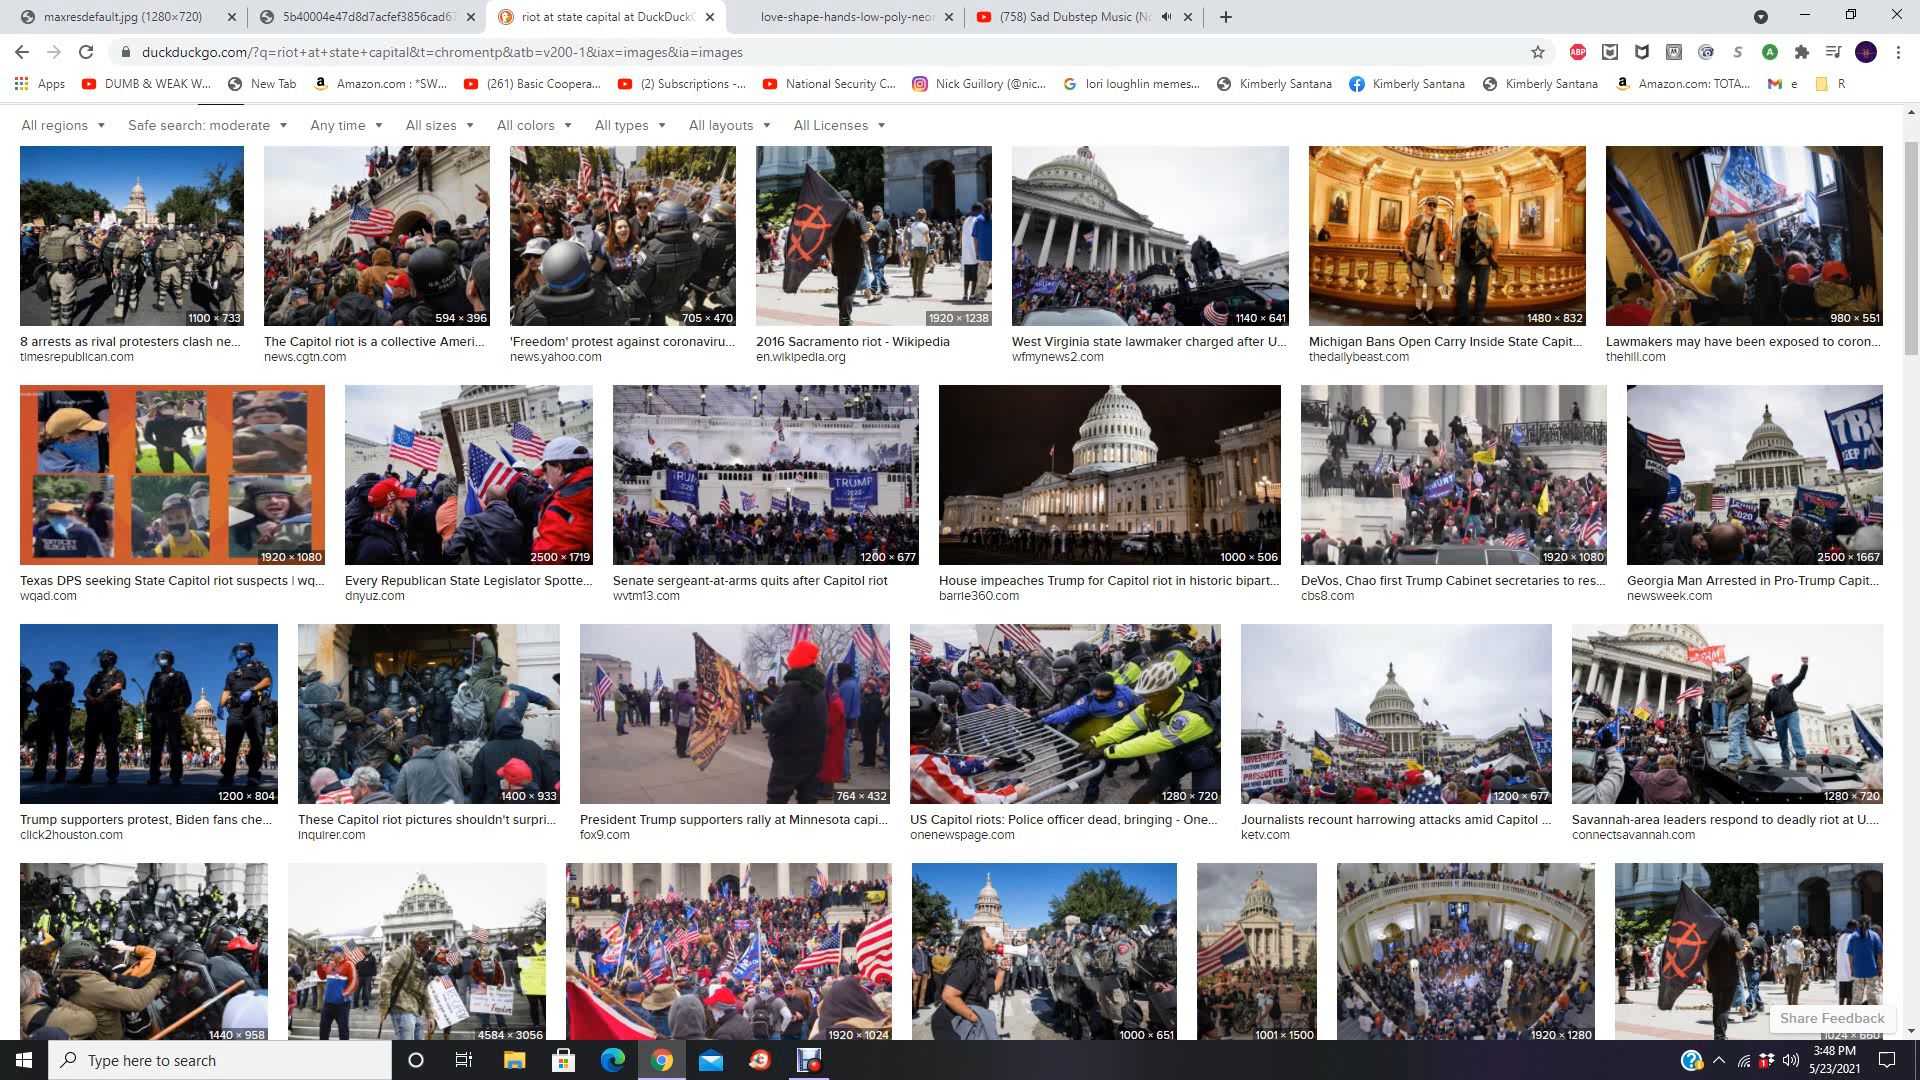 maxresdefault.jpg (1280×720)
5b40004e47d8d7acfef3856cad67
riot at state capital at DuckDuckG
love-shape-hands-low-poly-neon
(758) Sad Dubstep Music (No
duckduckgo.com/?q=riot+at+state+capital&t=chromentp&atb=v200-1&iax=images&ia=images
Apps
DUMB & WEAK W...
New Tab
Amazon.com : *SW...
(261) Basic Coopera...
(2) Subscriptions -...
National Security C...
Nick Guillory (@nic...
lori loughlin memes...
Kimberly Santana
Kimberly Santana
Kimberly Santana
Amazon.com: TOTA...
e
R
All regions
Safe search: moderate
Any time
All sizes
All colors
All types
All layouts
All Licenses
1100 × 733
594 × 396
705 × 470
1920 × 1238
1140 × 641
1480 × 832
980 × 551
8 arrests as rival protesters clash ne...
timesrepublican.com
The Capitol riot is a collective Ameri...
news.cgtn.com
'Freedom' protest against coronaviru...
news.yahoo.com
2016 Sacramento riot - Wikipedia
en.wikipedia.org
West Virginia state lawmaker charged after U...
wfmynews2.com
Michigan Bans Open Carry Inside State Capit...
thedailybeast.com
Lawmakers may have been exposed to coron...
thehill.com
1920 × 1080
2500 × 1719
TRUMP
TRUMP
1200 × 677
1000 × 506
1920 × 1080
2500 × 1667
Texas DPS seeking State Capitol riot suspects | wq...
wqad.com
Every Republican State Legislator Spotte...
dnyuz.com
Senate sergeant-at-arms quits after Capitol riot
wvtm13.com
House impeaches Trump for Capitol riot in historic bipart...
barrie360.com
DeVos, Chao first Trump Cabinet secretaries to res...
cbs8.com
Georgia Man Arrested in Pro-Trump Capit...
newsweek.com
1200 × 804
1400 × 933
764 × 432
1280 × 720
1200 × 677
1280 × 720
Trump supporters protest, Biden fans che...
click2houston.com
These Capitol riot pictures shouldn't surpri...
inquirer.com
President Trump supporters rally at Minnesota capi...
fox9.com
US Capitol riots: Police officer dead, bringing - One...
onenewspage.com
Journalists recount harrowing attacks amid Capitol ...
ketv.com
Savannah-area leaders respond to deadly riot at U....
connectsavannah.com
1440 × 958
4584 × 3056
1920 × 1024
1000 × 651
1001 × 1500
1920 × 1280
Share Feedback
Type here to search
3:48 PM
5/23/2021